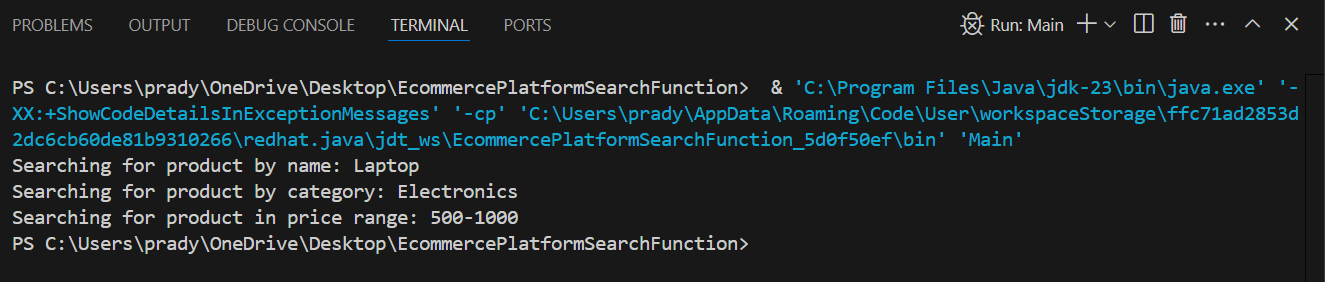 PROBLEMS OUTPUT DEBUG CONSOLE TERMINAL PORTS Run: Main
PS C:\Users\prady\OneDrive\Desktop\EcommercePlatformSearchFunction>  & 'C:\Program Files\Java\jdk-23\bin\java.exe' '-
XX:+ShowCodeDetailsInExceptionMessages' '-cp' 'C:\Users\prady\AppData\Roaming\Code\User\workspaceStorage\ffc71ad2853d
2dc6cb60de81b9310266\redhat.java\jdt_ws\EcommercePlatformSearchFunction_5d0f50ef\bin' 'Main'
Searching for product by name: Laptop
Searching for product by category: Electronics
Searching for product in price range: 500-1000
PS C:\Users\prady\OneDrive\Desktop\EcommercePlatformSearchFunction>